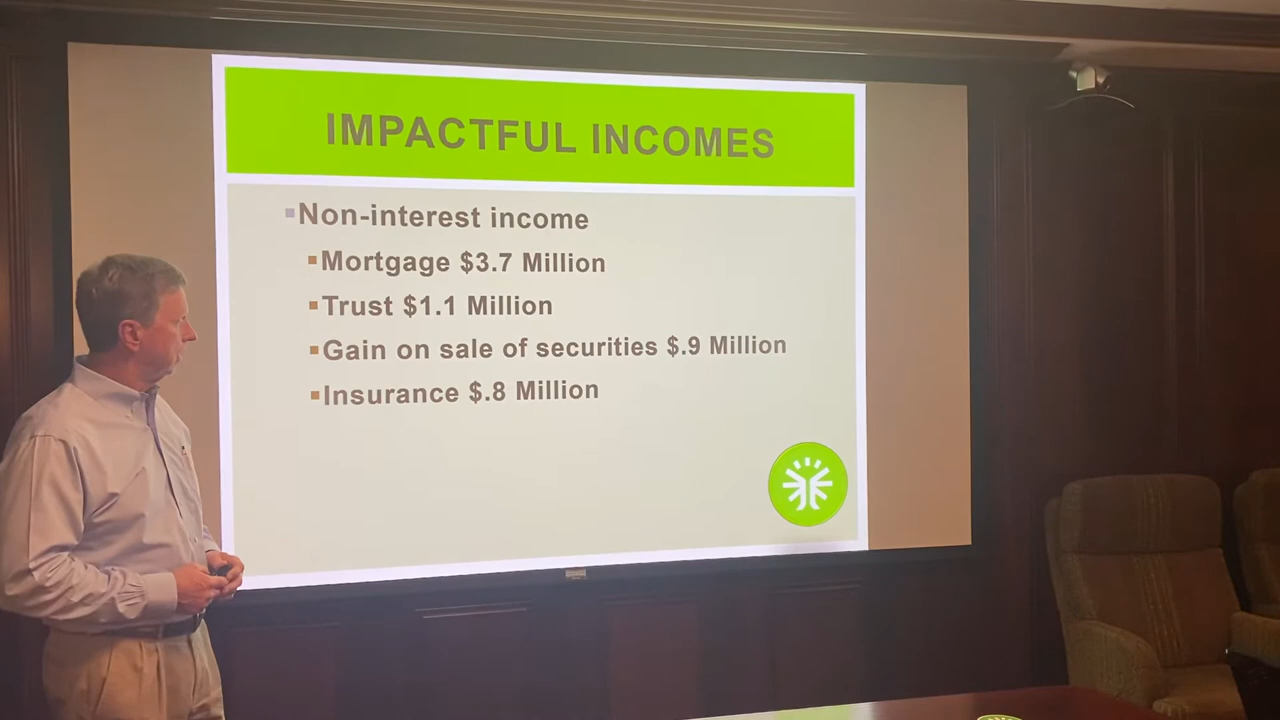 IMPACTFUL INCOMES
▪Non-interest income
▪Mortgage $3.7 Million
▪Trust $1.1 Million
▪Gain on sale of securities $.9 Million
▪Insurance $.8 Million